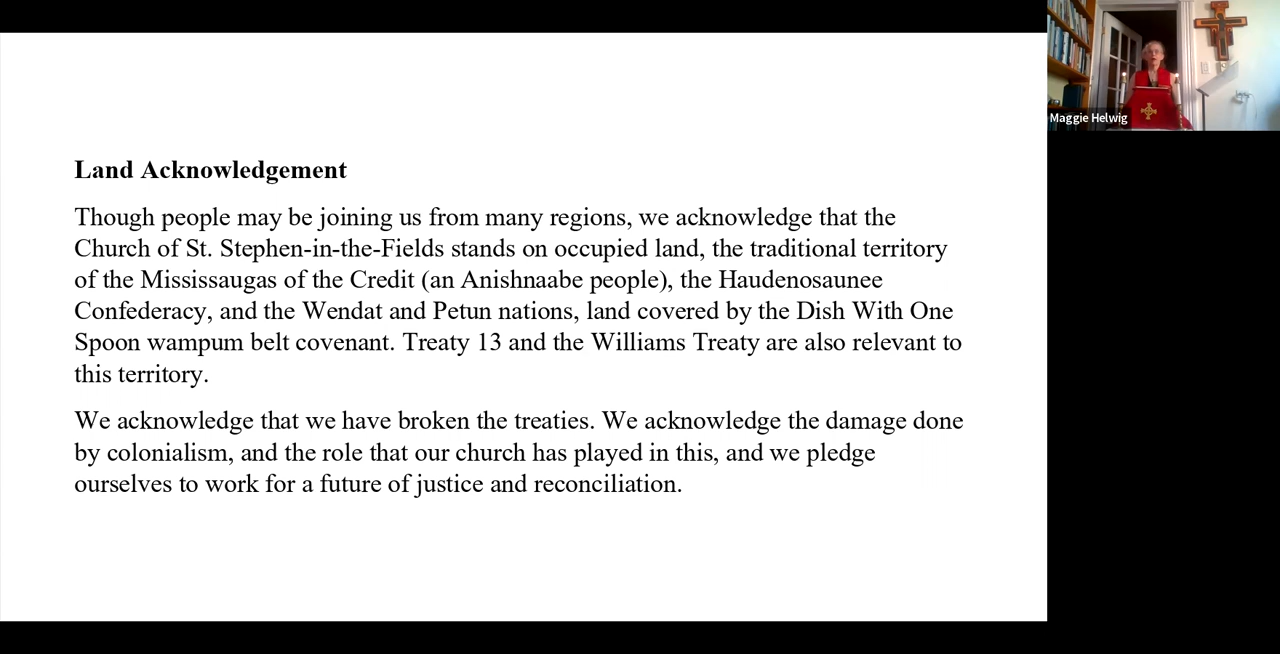 Land Acknowledgement
Though people may be joining us from many regions, we acknowledge that the
Church of St. Stephen-in-the-Fields stands on occupied land, the traditional territory
of the Mississaugas of the Credit (an Anishnaabe people), the Haudenosaunee
Confederacy, and the Wendat and Petun nations, land covered by the Dish With One
Spoon wampum belt covenant. Treaty 13 and the Williams Treaty are also relevant to
this territory.
We acknowledge that we have broken the treaties. We acknowledge the damage done
by colonialism, and the role that our church has played in this, and we pledge
ourselves to work for a future of justice and reconciliation.
Maggie Helwig